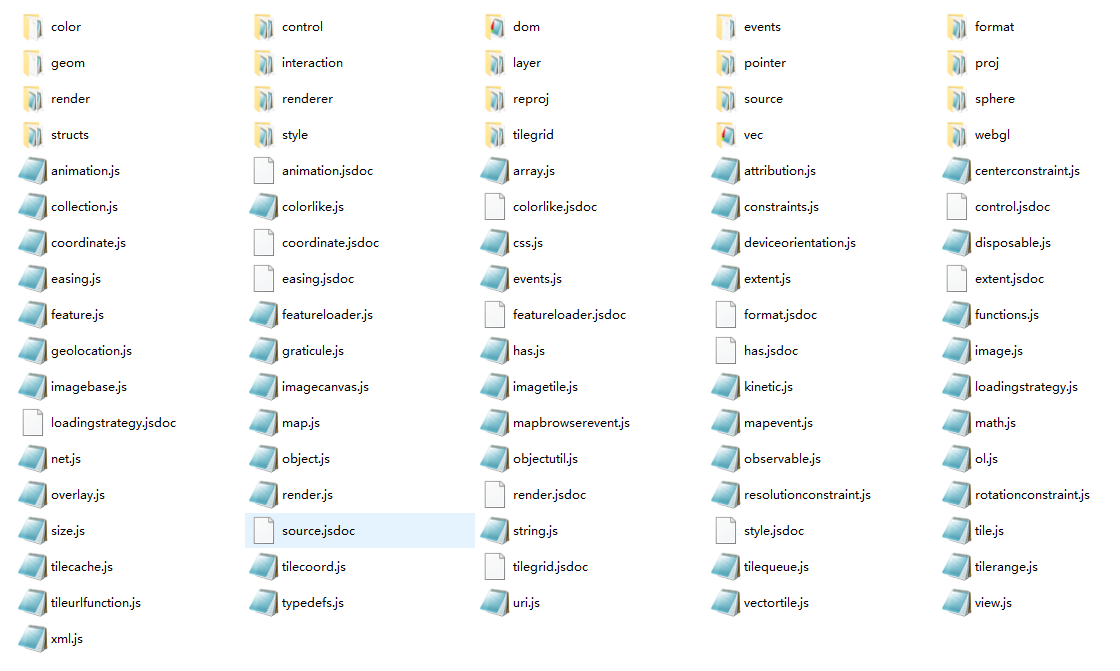 color control dom events format
geom interaction layer pointer proj
render renderer reproj source sphere
structs style tilegrid vec webgl
animation.js animation.jsdoc array.js attribution.js centerconstraint.js
collection.js colorlike.js colorlike.jsdoc constraints.js control.jsdoc
coordinate.js coordinate.jsdoc css.js deviceorientation.js disposable.js
easing.js easing.jsdoc events.js extent.js extent.jsdoc
feature.js featureloader.js featureloader.jsdoc format.jsdoc functions.js
geolocation.js graticule.js has.js has.jsdoc image.js
imagebase.js imagecanvas.js imagetile.js kinetic.js loadingstrategy.js
loadingstrategy.jsdoc map.js mapbrowserevent.js mapevent.js math.js
net.js object.js objectutil.js observable.js ol.js
overlay.js render.js render.jsdoc resolutionconstraint.js rotationconstraint.js
size.js source.jsdoc string.js style.jsdoc tile.js
tilecache.js tilecoord.js tilegrid.jsdoc tilequeue.js tilerange.js
tileurlfunction.js typedefs.js uri.js vectortile.js view.js
xml.js